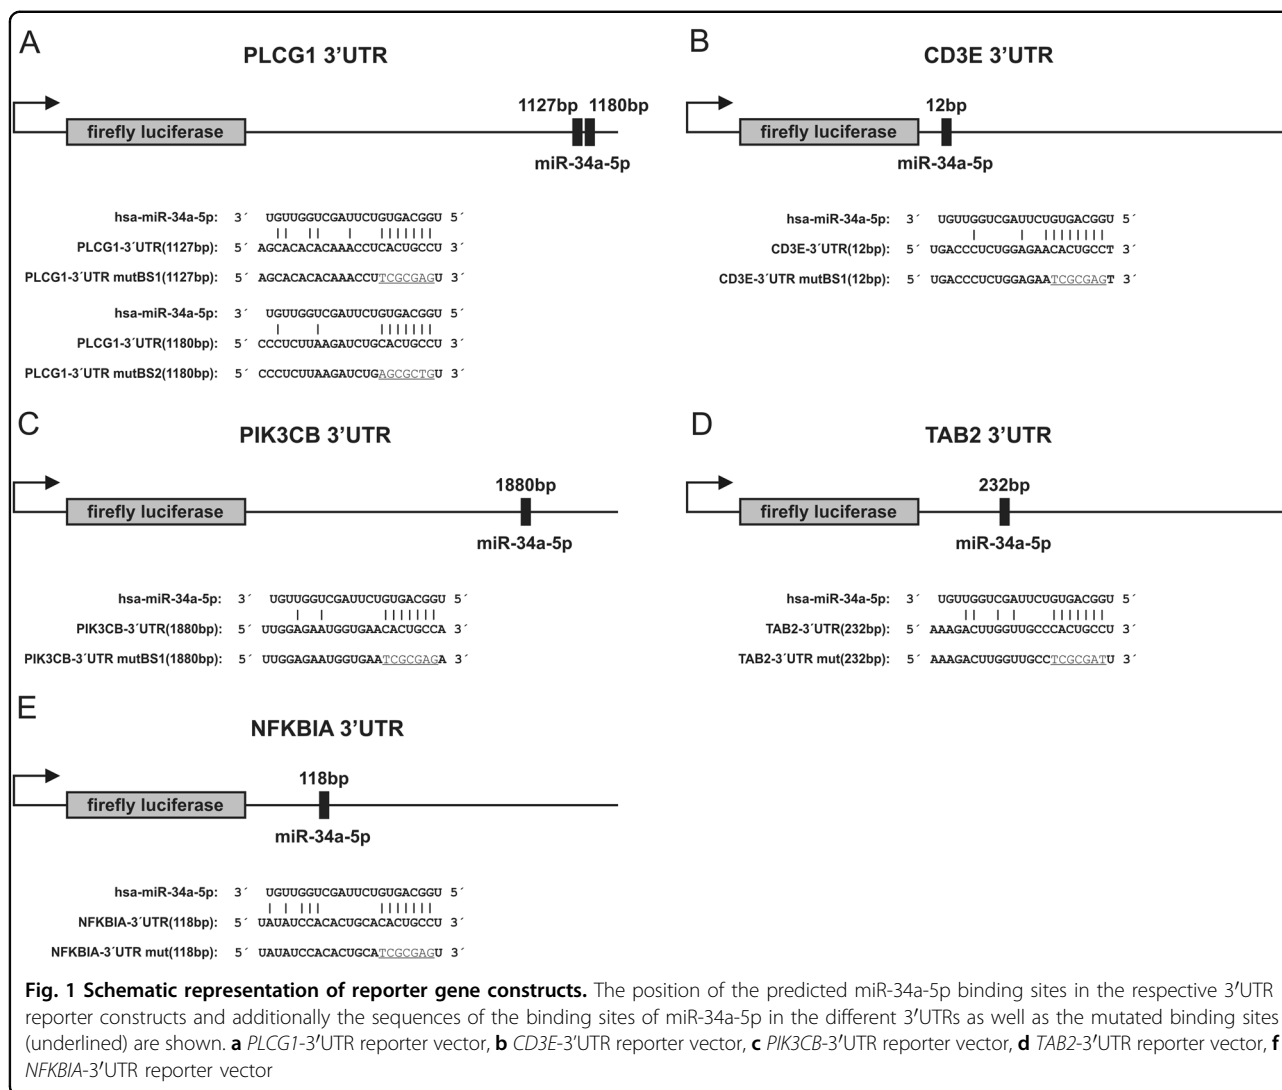 A
PLCG1 3’UTR
1127bp 1180bp
firefly luciferase
miR-34a-5p
hsa-miR-34a-5p: 3´ UGUUGGUCGAUUCUGUGACGGU 5´
PLCG1-3´UTR(1127bp): 5´ AGCACACACAAACCUCACUGCCU 3´
PLCG1-3´UTR mutBS1(1127bp): 5´ AGCACACACAAACCUTCGCGAGU 3´
hsa-miR-34a-5p: 3´ UGUUGGUCGAUUCUGUGACGGU 5´
PLCG1-3´UTR(1180bp): 5´ CCCUCUUAAGAUCUGCACUGCCU 3´
PLCG1-3´UTR mutBS2(1180bp): 5´ CCCUCUUAAGAUCUGAGCGCTGU 3´
B
CD3E 3’UTR
12bp
firefly luciferase
miR-34a-5p
hsa-miR-34a-5p: 3´ UGUUGGUCGAUUCUGUGACGGU 5´
CD3E-3´UTR(12bp): 5´ UGACCCUCUGGAGAACACUGCCT 3´
CD3E-3´UTR mutBS1(12bp): 5´ UGACCCUCUGGAGAATCGCGAGT 3´
C
PIK3CB 3’UTR
1880bp
firefly luciferase
miR-34a-5p
hsa-miR-34a-5p: 3´ UGUUGGUCGAUUCUGUGACGGU 5´
PIK3CB-3´UTR(1880bp): 5´ UUGGAGAAUGGUGAACACUGCCA 3´
PIK3CB-3´UTR mutBS1(1880bp): 5´ UUGGAGAAUGGUGAATCGCGAGA 3´
D
TAB2 3’UTR
232bp
firefly luciferase
miR-34a-5p
hsa-miR-34a-5p: 3´ UGUUGGUCGAUUCUGUGACGGU 5´
TAB2-3´UTR(232bp): 5´ AAAGACUUGGUUGCCCACUGCCU 3´
TAB2-3´UTR mut(232bp): 5´ AAAGACUUGGUUGCCTCGCGATU 3´
E
NFKBIA 3’UTR
118bp
firefly luciferase
miR-34a-5p
hsa-miR-34a-5p: 3´ UGUUGGUCGAUUCUGUGACGGU 5´
NFKBIA-3´UTR(118bp): 5´ UAUAUCCACACUGCACACUGCCU 3´
NFKBIA-3´UTR mut(118bp): 5´ UAUAUCCACACUGCATCGCGAGU 3´
Fig. 1 Schematic representation of reporter gene constructs. The position of the predicted miR-34a-5p binding sites in the respective 3′UTR
reporter constructs and additionally the sequences of the binding sites of miR-34a-5p in the different 3′UTRs as well as the mutated binding sites
(underlined) are shown. a PLCG1-3′UTR reporter vector, b CD3E-3′UTR reporter vector, c PIK3CB-3′UTR reporter vector, d TAB2-3′UTR reporter vector, f
NFKBIA-3′UTR reporter vector